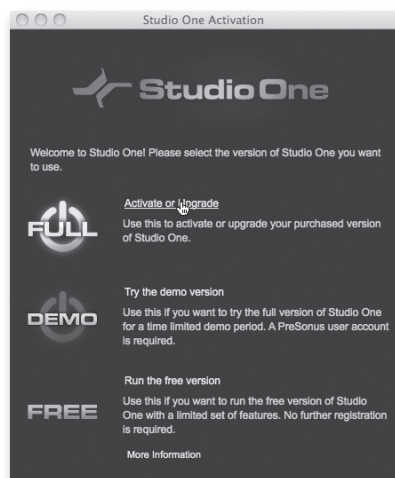 Studio One Activation
Studio One
Welcome to Studio One! Please select the version of Studio One you want
to use.
FULL
Activate or Upgrade
Use this to activate or upgrade your purchased version
of Studio One.
DEMO
Try the demo version
Use this if you want to try the full version of Studio One
for a time limited demo period. A PreSonus user account
is required.
FREE
Run the free version
Use this if you want to run the free version of Studio
One with a limited set of features. No further registration
is required.
More Information